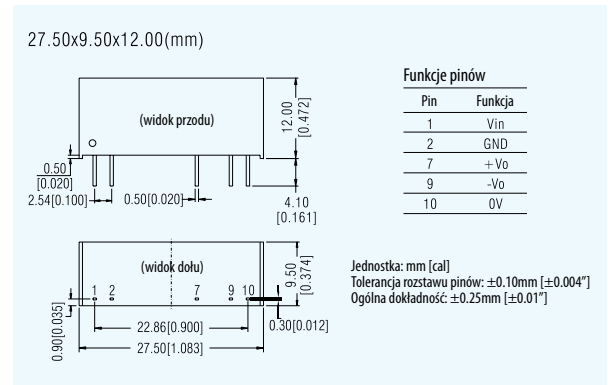 27.50x9.50x12.00(mm)
(widok przodu)
12.00
[0.472]
0.50
[0.020]
2.54[0.100]
0.50[0.020]
4.10
[0.161]
(widok dołu)
1 2 7 9 10
9.50
[0.374]
0.90[0.035]
22.86[0.900]
0.30[0.012]
27.50[1.083]
Funkcje pinów
Pin Funkcja
1 Vin
2 GND
7 +Vo
9 -Vo
10 0V
Jednostka: mm [cal]
Tolerancja rozstawu pinów: ±0.10mm [±0.004"]
Ogólna dokładność: ±0.25mm [±0.01"]